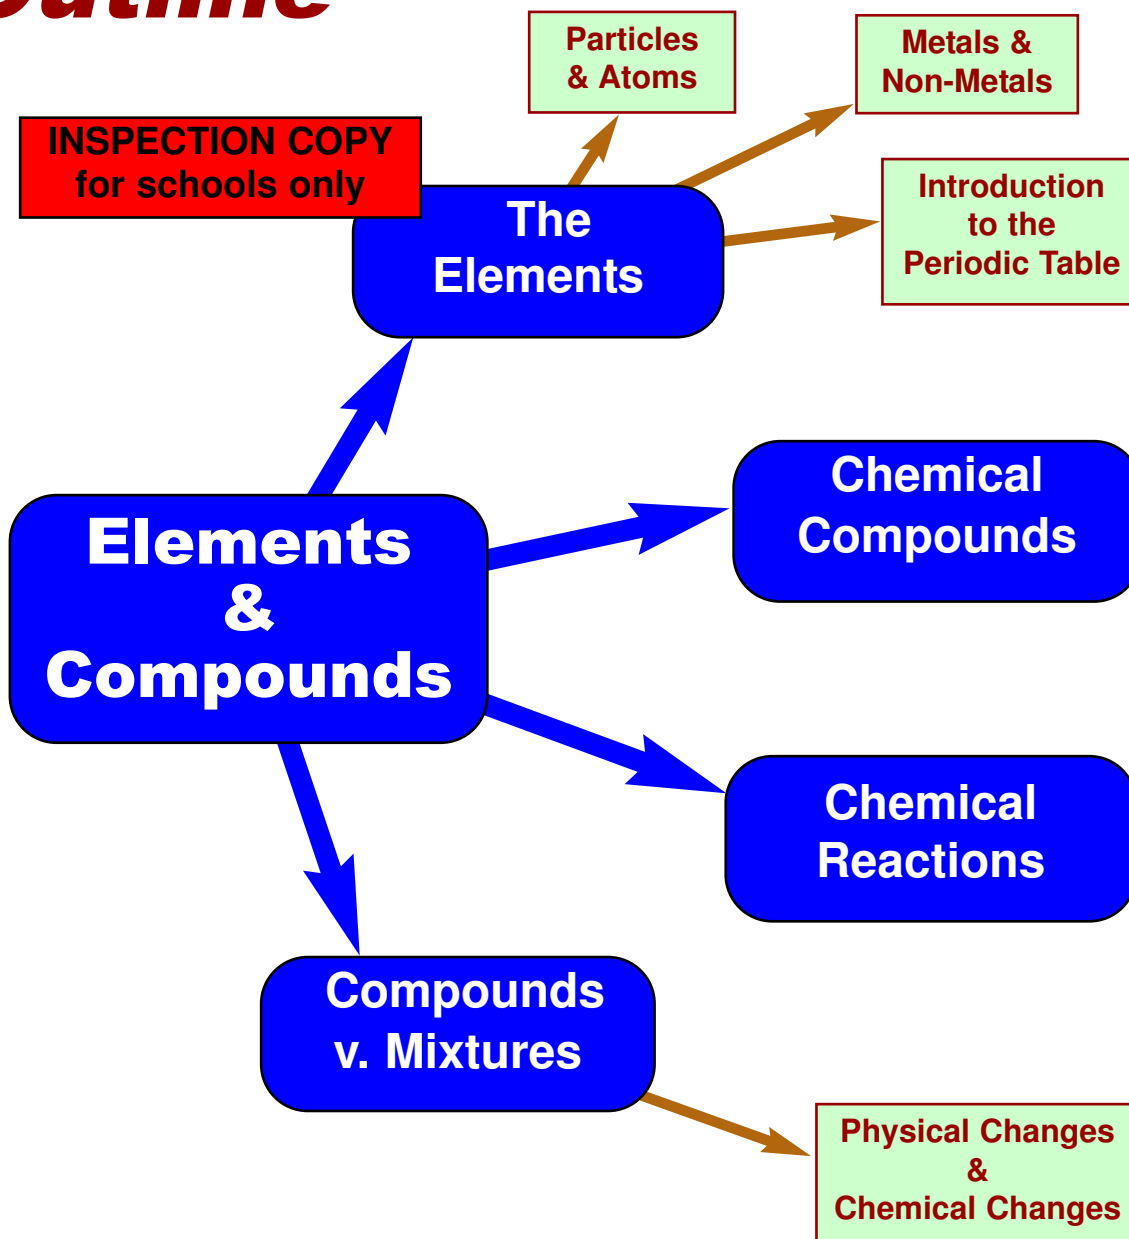 Outline
Particles
& Atoms
Metals &
Non-Metals
INSPECTION COPY
for schools only
Introduction
to the
Periodic Table
The
Elements
Chemical
Compounds
Elements
&
Compounds
Chemical
Reactions
Compounds
v. Mixtures
Physical Changes
&
Chemical Changes